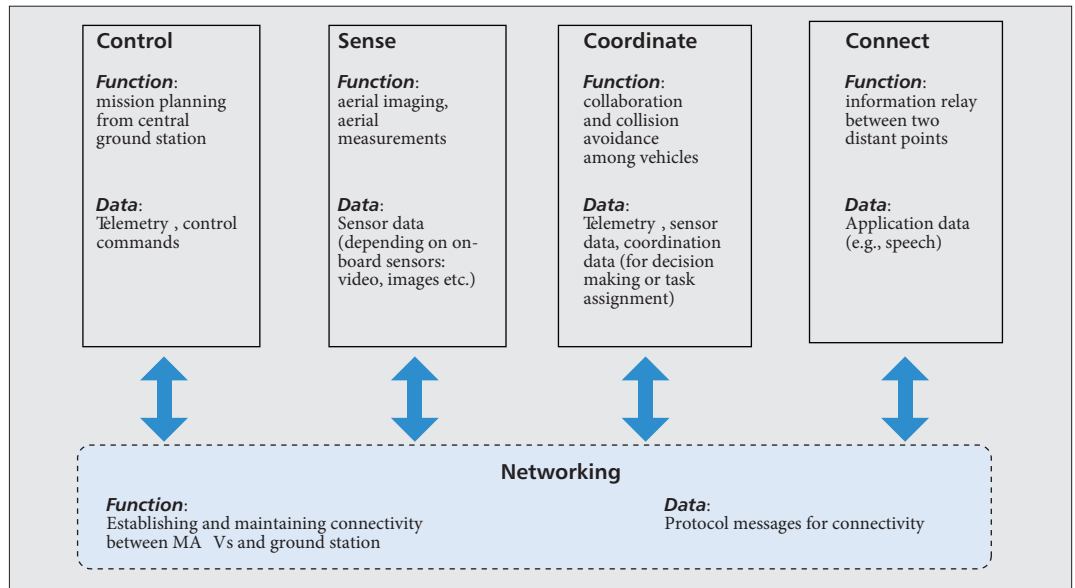 Control
Function:
mission planning
from central
ground station
Data:
Telemetry , control
commands
Sense
Function:
aerial imaging,
aerial
measurements
Data:
Sensor data
(depending on on-
board sensors:
video, images etc.)
Coordinate
Function:
collaboration
and collision
avoidance
among vehicles
Data:
Telemetry , sensor
data, coordination
data (for decision
making or task
assignment)
Connect
Function:
information relay
between two
distant points
Data:
Application data
(e.g., speech)
Networking
Function:
Establishing and maintaining connectivity
between MA Vs and ground station
Data:
Protocol messages for connectivity